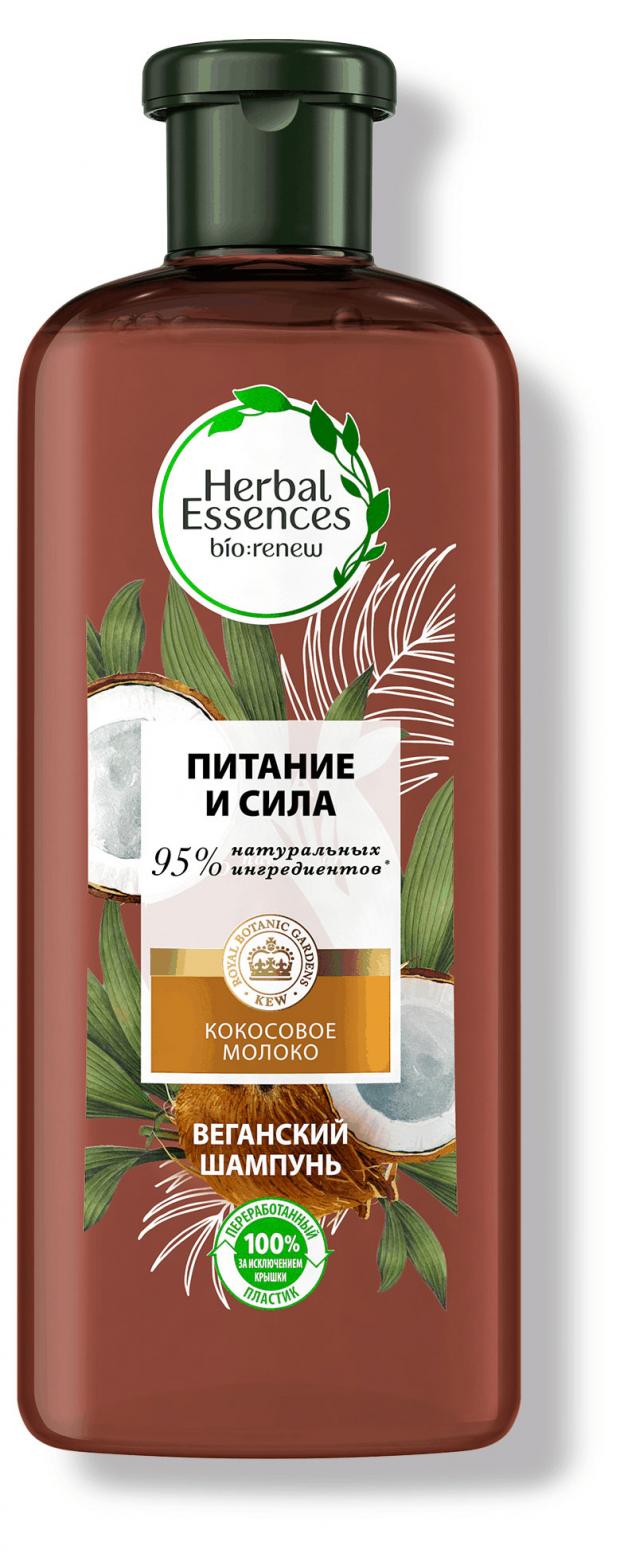 Herbal
Essences
bio:renew
ПИТАНИЕ
И СИЛА
95% натуральных
ингредиентов*
ROYAL BOTANIC GARDENS
• KEW •
КОКОСОВОЕ
МОЛОКО
ВЕГАНСКИЙ
ШАМПУНЬ
ПЕРЕРАБОТАННЫЙ
100%
ЗА ИСКЛЮЧЕНИЕМ
КРЫШКИ
ПЛАСТИК